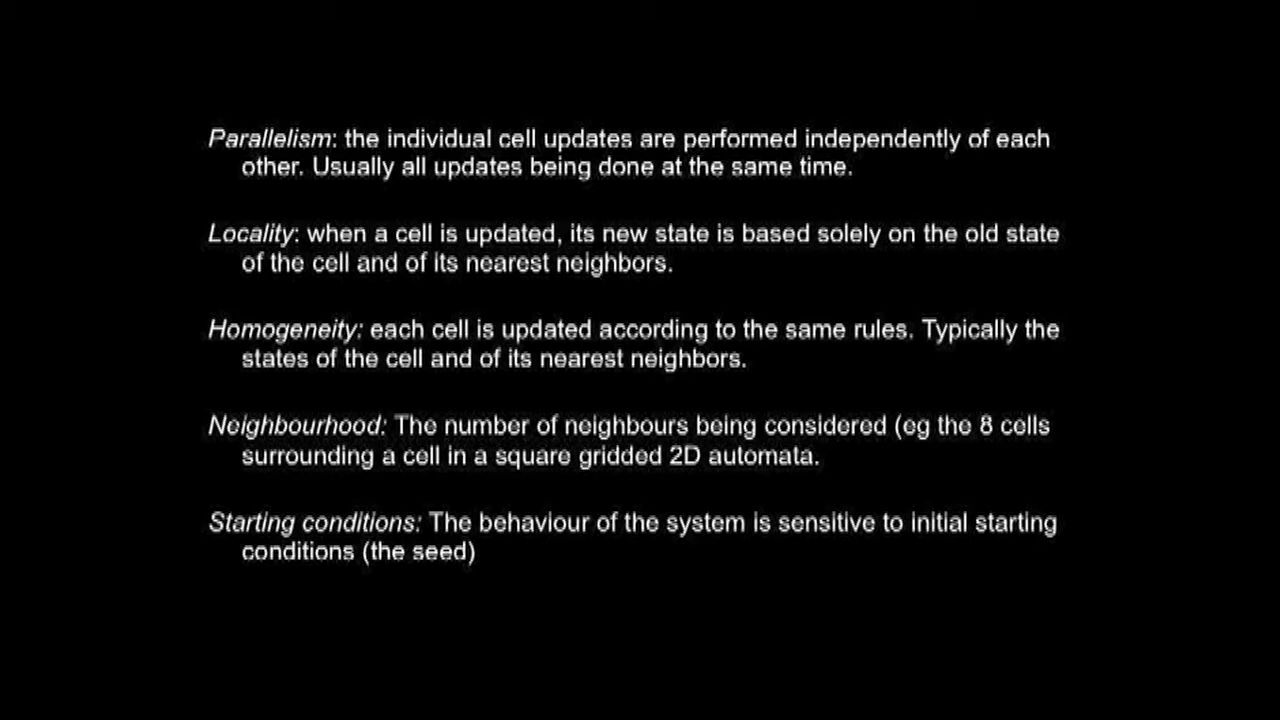 Parallelism: the individual cell updates are performed independently of each
other. Usually all updates being done at the same time.
Locality: when a cell is updated, its new state is based solely on the old state
of the cell and of its nearest neighbors.
Homogeneity: each cell is updated according to the same rules. Typically the
states of the cell and of its nearest neighbors.
Neighbourhood: The number of neighbours being considered (eg the 8 cells
surrounding a cell in a square gridded 2D automata.
Starting conditions: The behaviour of the system is sensitive to initial starting
conditions (the seed)